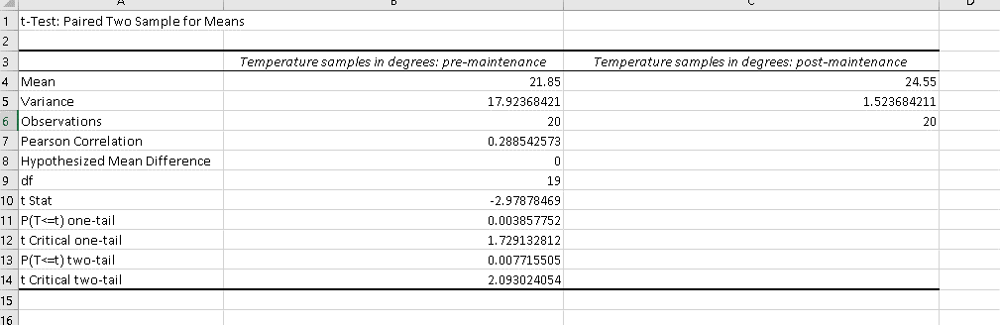 A B C D
1 t-Test: Paired Two Sample for Means
2
3 Temperature samples in degrees: pre-maintenance Temperature samples in degrees: post-maintenance
4 Mean 21.85 24.55
5 Variance 17.92368421 1.523684211
6 Observations 20 20
7 Pearson Correlation 0.288542573
8 Hypothesized Mean Difference 0
9 df 19
10 t Stat -2.97878469
11 P(T<=t) one-tail 0.003857752
12 t Critical one-tail 1.729132812
13 P(T<=t) two-tail 0.007715505
14 t Critical two-tail 2.093024054
15
16